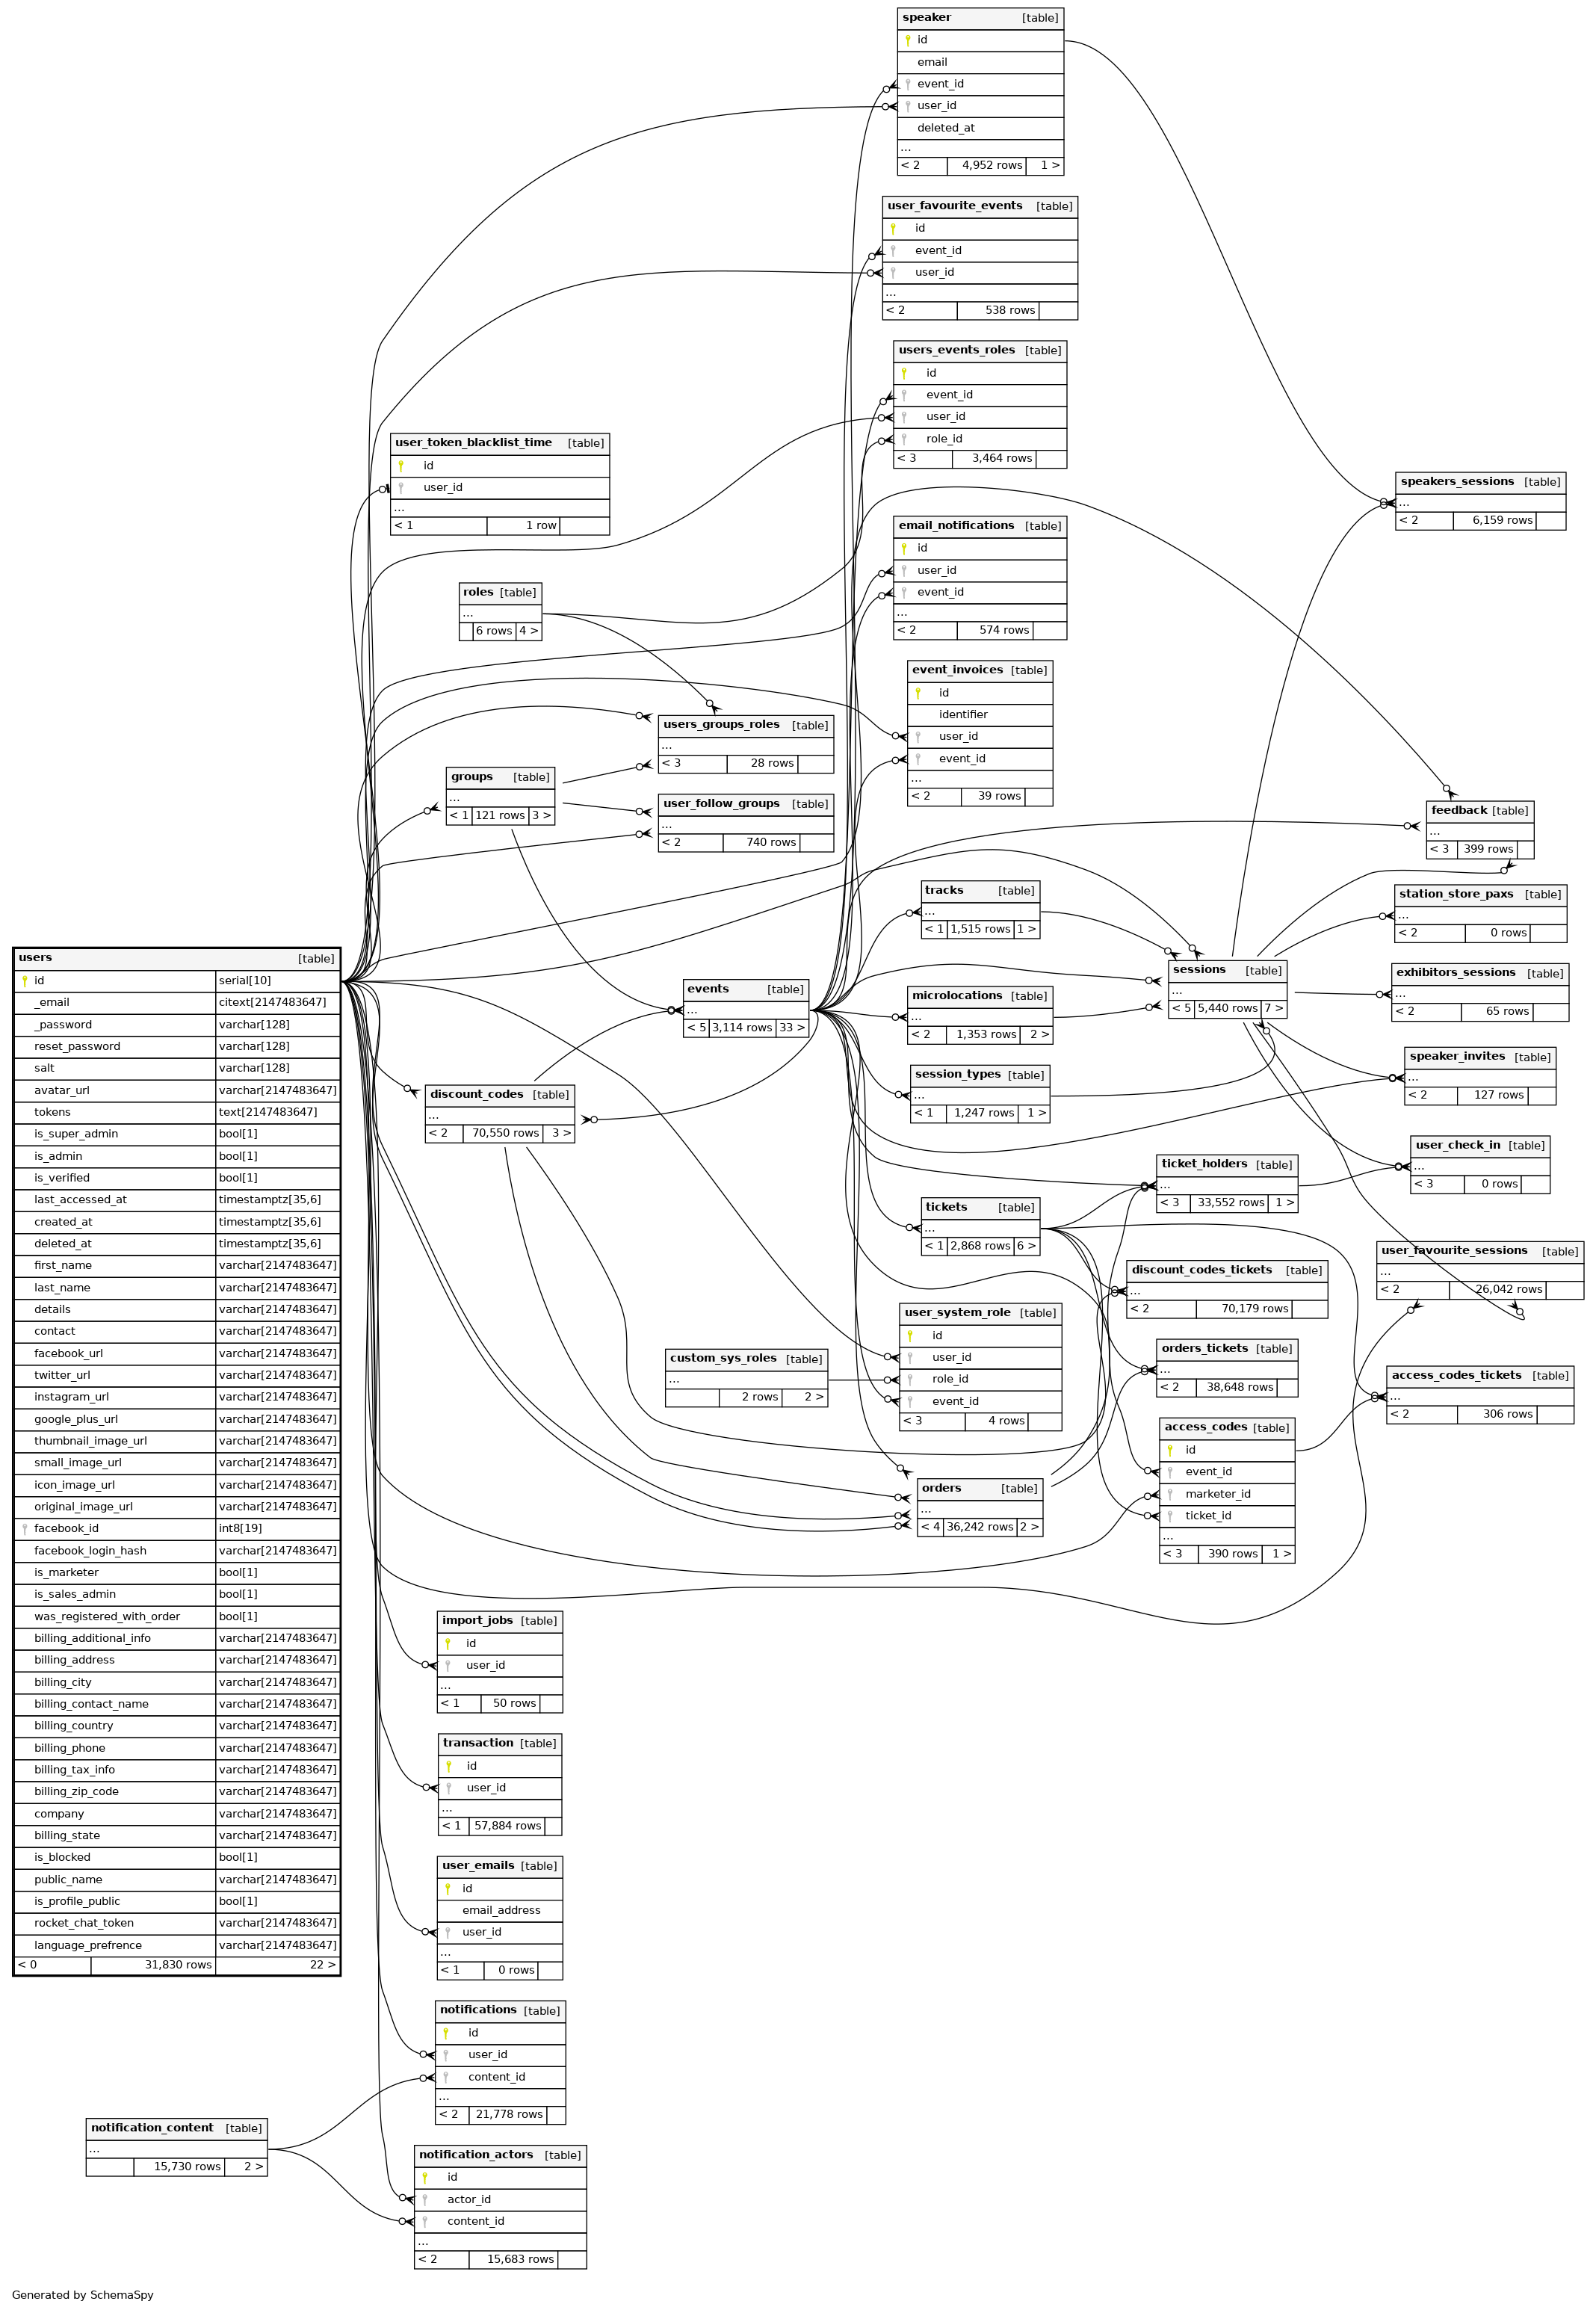 speaker [table]
id
email
event_id
user_id
deleted_at
...
< 2 4,952 rows 1 >
user_favourite_events [table]
id
event_id
user_id
...
< 2 538 rows
users_events_roles [table]
id
event_id
user_id
role_id
< 3 3,464 rows
user_token_blacklist_time [table]
id
user_id
...
< 1 1 row
speakers_sessions [table]
...
< 2 6,159 rows
email_notifications [table]
id
user_id
event_id
...
< 2 574 rows
roles [table]
...
6 rows 4 >
event_invoices [table]
id
identifier
user_id
event_id
...
< 2 39 rows
users_groups_roles [table]
...
< 3 28 rows
groups [table]
...
< 1 121 rows 3 >
user_follow_groups [table]
...
< 2 740 rows
feedback [table]
...
< 3 399 rows
tracks [table]
...
< 1 1,515 rows 1 >
station_store_paxs [table]
...
< 2 0 rows
sessions [table]
...
< 5 5,440 rows 7 >
exhibitors_sessions [table]
...
< 2 65 rows
events [table]
...
< 5 3,114 rows 33 >
microlocations [table]
...
< 2 1,353 rows 2 >
session_types [table]
...
< 1 1,247 rows 1 >
speaker_invites [table]
...
< 2 127 rows
discount_codes [table]
...
< 2 70,550 rows 3 >
user_check_in [table]
...
< 3 0 rows
ticket_holders [table]
...
< 3 33,552 rows 1 >
tickets [table]
...
< 1 2,868 rows 6 >
user_favourite_sessions [table]
...
< 2 26,042 rows
discount_codes_tickets [table]
...
< 2 70,179 rows
user_system_role [table]
id
user_id
role_id
event_id
< 3 4 rows
custom_sys_roles [table]
...
2 rows 2 >
orders_tickets [table]
...
< 2 38,648 rows
access_codes_tickets [table]
...
< 2 306 rows
access_codes [table]
id
event_id
marketer_id
ticket_id
...
< 3 390 rows 1 >
orders [table]
...
< 4 36,242 rows 2 >
users [table]
id serial[10]
_email citext[2147483647]
_password varchar[128]
reset_password varchar[128]
salt varchar[128]
avatar_url varchar[2147483647]
tokens text[2147483647]
is_super_admin bool[1]
is_admin bool[1]
is_verified bool[1]
last_accessed_at timestamptz[35,6]
created_at timestamptz[35,6]
deleted_at timestamptz[35,6]
first_name varchar[2147483647]
last_name varchar[2147483647]
details varchar[2147483647]
contact varchar[2147483647]
facebook_url varchar[2147483647]
twitter_url varchar[2147483647]
instagram_url varchar[2147483647]
google_plus_url varchar[2147483647]
thumbnail_image_url varchar[2147483647]
small_image_url varchar[2147483647]
icon_image_url varchar[2147483647]
original_image_url varchar[2147483647]
facebook_id int8[19]
facebook_login_hash varchar[2147483647]
is_marketer bool[1]
is_sales_admin bool[1]
was_registered_with_order bool[1]
billing_additional_info varchar[2147483647]
billing_address varchar[2147483647]
billing_city varchar[2147483647]
billing_contact_name varchar[2147483647]
billing_country varchar[2147483647]
billing_phone varchar[2147483647]
billing_tax_info varchar[2147483647]
billing_zip_code varchar[2147483647]
company varchar[2147483647]
billing_state varchar[2147483647]
is_blocked bool[1]
public_name varchar[2147483647]
is_profile_public bool[1]
rocket_chat_token varchar[2147483647]
language_prefrence varchar[2147483647]
< 0 31,830 rows 22 >
import_jobs [table]
id
user_id
...
< 1 50 rows
transaction [table]
id
user_id
...
< 1 57,884 rows
user_emails [table]
id
email_address
user_id
...
< 1 0 rows
notifications [table]
id
user_id
content_id
...
< 2 21,778 rows
notification_content [table]
...
15,730 rows 2 >
notification_actors [table]
id
actor_id
content_id
...
< 2 15,683 rows
Generated by SchemaSpy